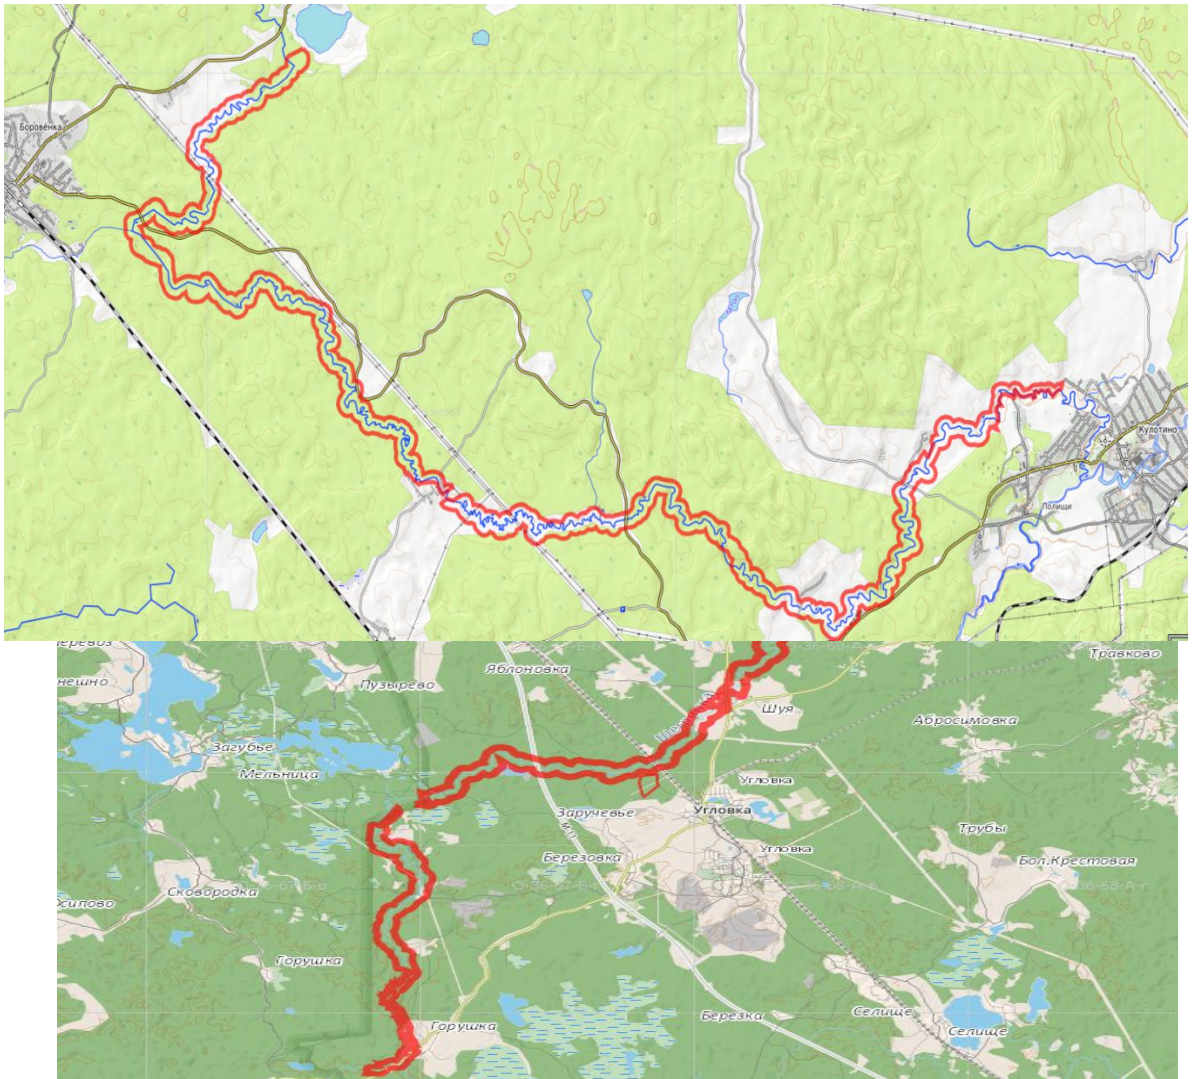 Боровёнка
Кулотино
Полищи
Яблоновка
Травково
Пузырево
Шуя
Абросимовка
Загубье
Мельница
Угловка
Заручевье
Угловка
Трубы
Березовка
Угловка
Бол.Крестовая
Сковородка
Горушка
Березка
Селище
Горушка
Селище